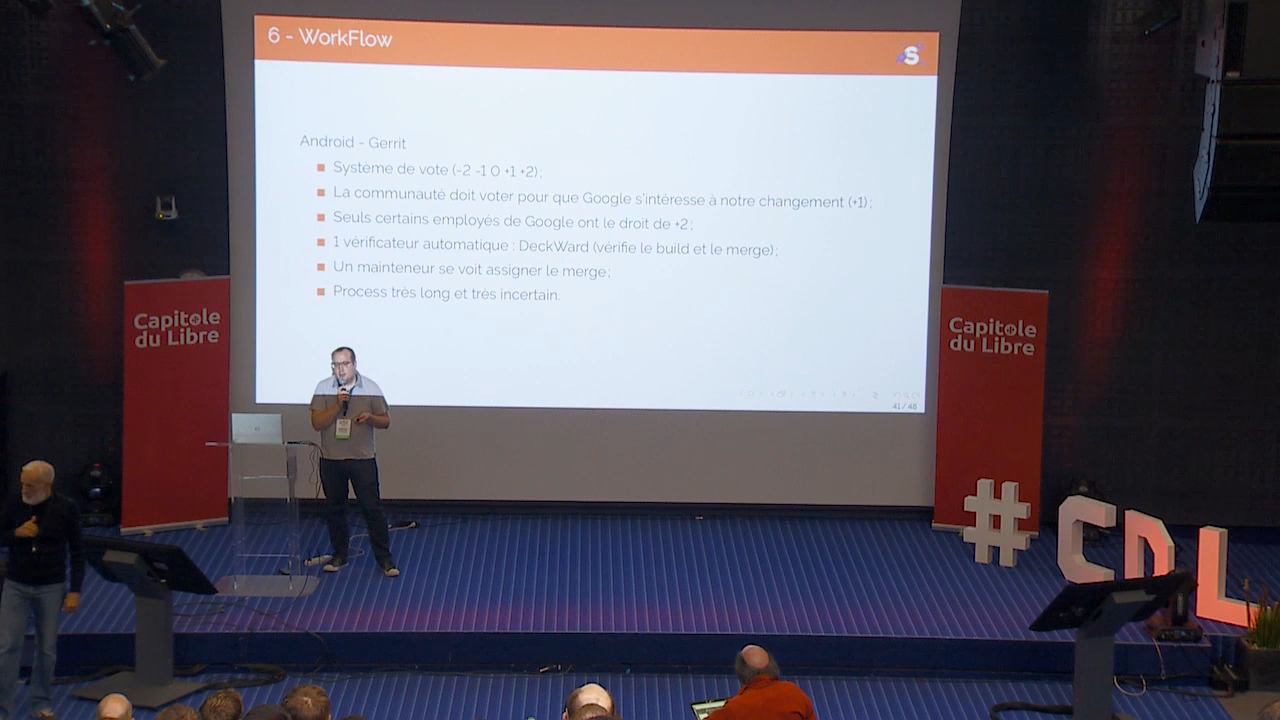 6 - WorkFlow
S
Android - Gerrit
Système de vote (-2 -1 0 +1 +2) ;
La communauté doit voter pour que Google s'intéresse à notre changement (+1) ;
Seuls certains employés de Google ont le droit de +2 ;
1 vérificateur automatique : DeckWard (vérifie le build et le merge) ;
Un mainteneur se voit assigner le merge ;
Process très long et très incertain.
41 / 48
Capitole
du Libre
Capitole
du Libre
#CDL